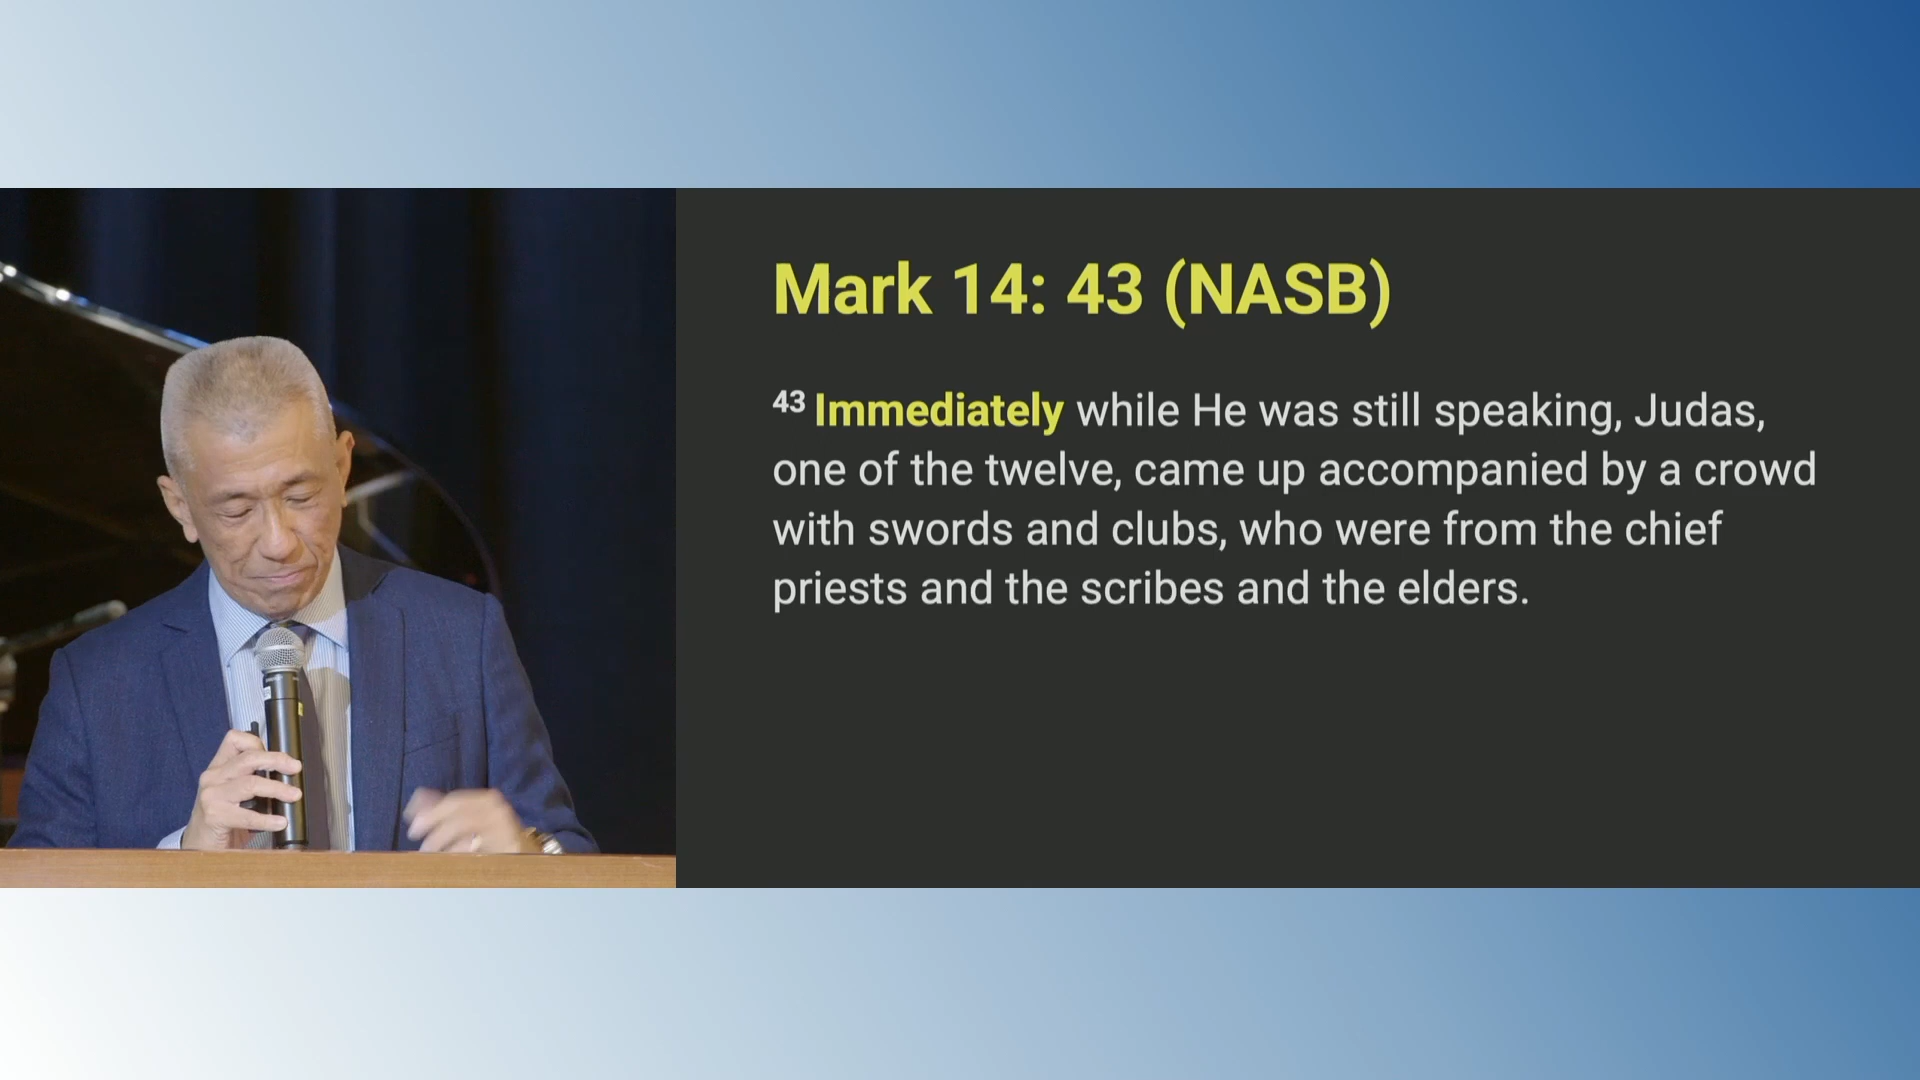 Mark 14: 43 (NASB)
43 Immediately while He was still speaking, Judas,
one of the twelve, came up accompanied by a crowd
with swords and clubs, who were from the chief
priests and the scribes and the elders.